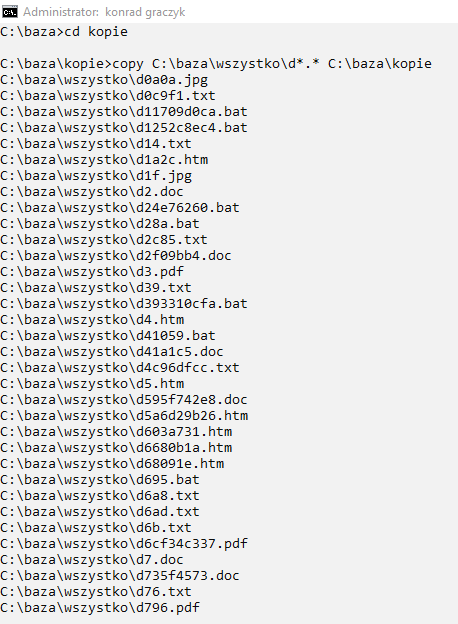 Administrator: konrad graczyk
C:\baza>cd kopie
C:\baza\kopie>copy C:\baza\wszystko\d*.* C:\baza\kopie
C:\baza\wszystko\d0a0a.jpg
C:\baza\wszystko\d0c9f1.txt
C:\baza\wszystko\d11709d0ca.bat
C:\baza\wszystko\d1252c8ec4.bat
C:\baza\wszystko\d14.txt
C:\baza\wszystko\d1a2c.htm
C:\baza\wszystko\d1f.jpg
C:\baza\wszystko\d2.doc
C:\baza\wszystko\d24e76260.bat
C:\baza\wszystko\d28a.bat
C:\baza\wszystko\d2c85.txt
C:\baza\wszystko\d2f09bb4.doc
C:\baza\wszystko\d3.pdf
C:\baza\wszystko\d39.txt
C:\baza\wszystko\d393310cfa.bat
C:\baza\wszystko\d4.htm
C:\baza\wszystko\d41059.bat
C:\baza\wszystko\d41a1c5.doc
C:\baza\wszystko\d4c96dfcc.txt
C:\baza\wszystko\d5.htm
C:\baza\wszystko\d595f742e8.doc
C:\baza\wszystko\d5a6d29b26.htm
C:\baza\wszystko\d603a731.htm
C:\baza\wszystko\d6680b1a.htm
C:\baza\wszystko\d68091e.htm
C:\baza\wszystko\d695.bat
C:\baza\wszystko\d6a8.txt
C:\baza\wszystko\d6ad.txt
C:\baza\wszystko\d6b.txt
C:\baza\wszystko\d6cf34c337.pdf
C:\baza\wszystko\d7.doc
C:\baza\wszystko\d735f4573.doc
C:\baza\wszystko\d76.txt
C:\baza\wszystko\d796.pdf